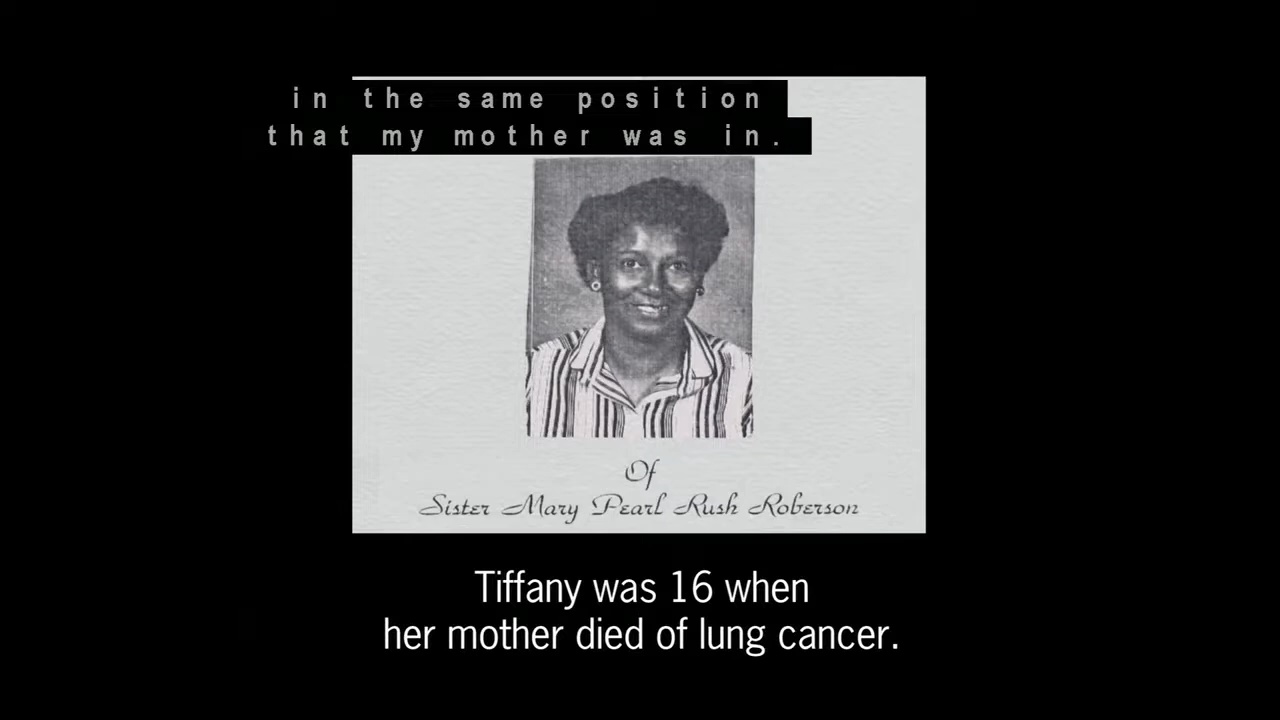 in the same position
that my mother was in.
Of
Sister Mary Pearl Rush Roberson
Tiffany was 16 when
her mother died of lung cancer.